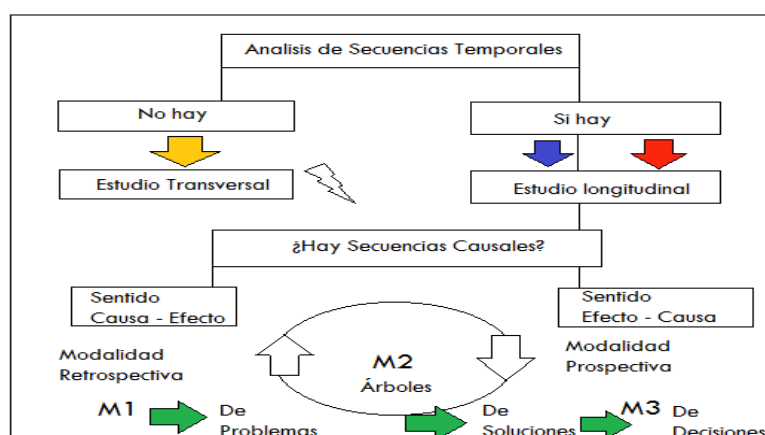 Analisis de Secuencias Temporales
No hay
Si hay
Estudio Transversal
Estudio longitudinal
¿Hay Secuencias Causales?
Sentido
Causa - Efecto
Sentido
Efecto - Causa
Modalidad
Retrospectiva
M2
Árboles
Modalidad
Prospectiva
M1
De
Problemas
De
Soluciones
M3
De
Decisiones